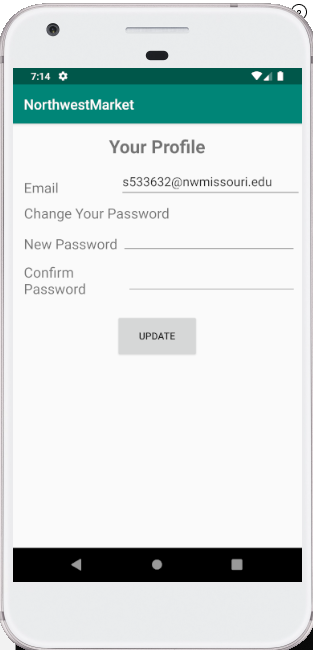 7:14
NorthwestMarket
Your Profile
Email s533632@nwmissouri.edu
Change Your Password
New Password
Confirm
Password
UPDATE